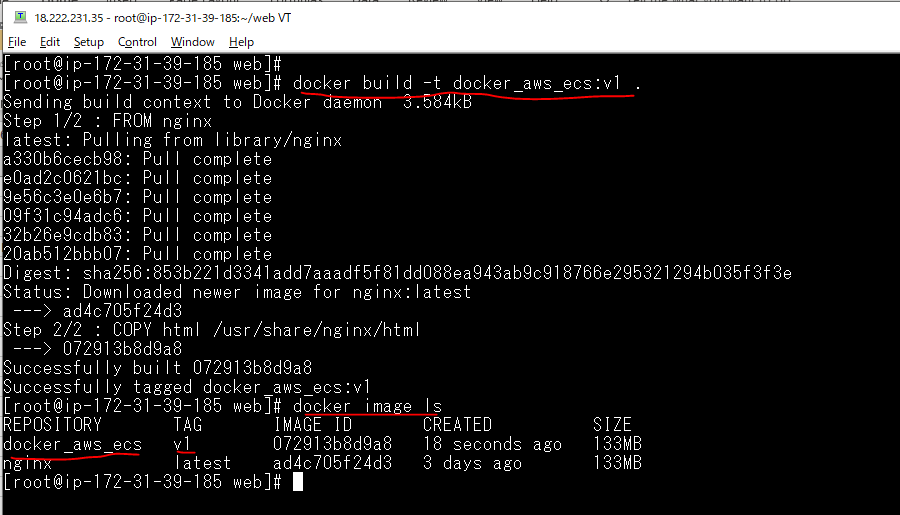 18.222.231.35 - root@ip-172-31-39-185:~/web VT
File Edit Setup Control Window Help
[root@ip-172-31-39-185 web]#
[root@ip-172-31-39-185 web]# docker build -t docker_aws_ecs:v1 .
Sending build context to Docker daemon  3.584kB
Step 1/2 : FROM nginx
latest: Pulling from library/nginx
a330b6cecb98: Pull complete
e0ad2c0621bc: Pull complete
9e56c3e0e6b7: Pull complete
09f31c94adc6: Pull complete
32b26e9cdb83: Pull complete
20ab512bbb07: Pull complete
Digest: sha256:853b221d3341add7aaadf5f81dd088ea943ab9c918766e295321294b035f3f3e
Status: Downloaded newer image for nginx:latest
 ---> ad4c705f24d3
Step 2/2 : COPY html /usr/share/nginx/html
 ---> 072913b8d9a8
Successfully built 072913b8d9a8
Successfully tagged docker_aws_ecs:v1
[root@ip-172-31-39-185 web]# docker image ls
REPOSITORY TAG IMAGE ID CREATED SIZE
docker_aws_ecs v1 072913b8d9a8 18 seconds ago 133MB
nginx latest ad4c705f24d3 3 days ago 133MB
[root@ip-172-31-39-185 web]#